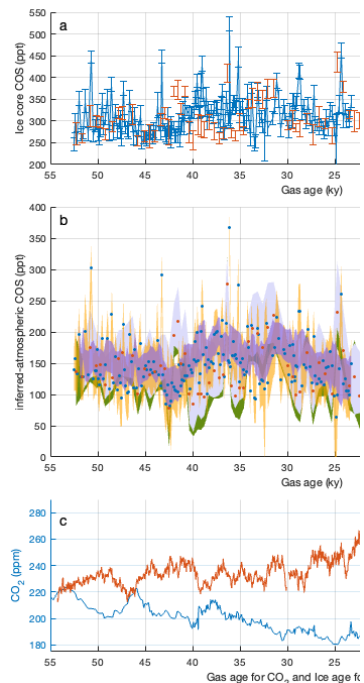 a
Ice core COS (ppt)
550
500
450
400
350
300
250
200
55 50 45 40 35 30 25
Gas age (ky)
b
inferred-atmospheric COS (ppt)
400
350
300
250
200
150
100
50
0
55 50 45 40 35 30 25
Gas age (ky)
c
CO2 (ppm)
280
260
240
220
200
180
55 50 45 40 35 30 25
Gas age for CO2 and Ice age fo